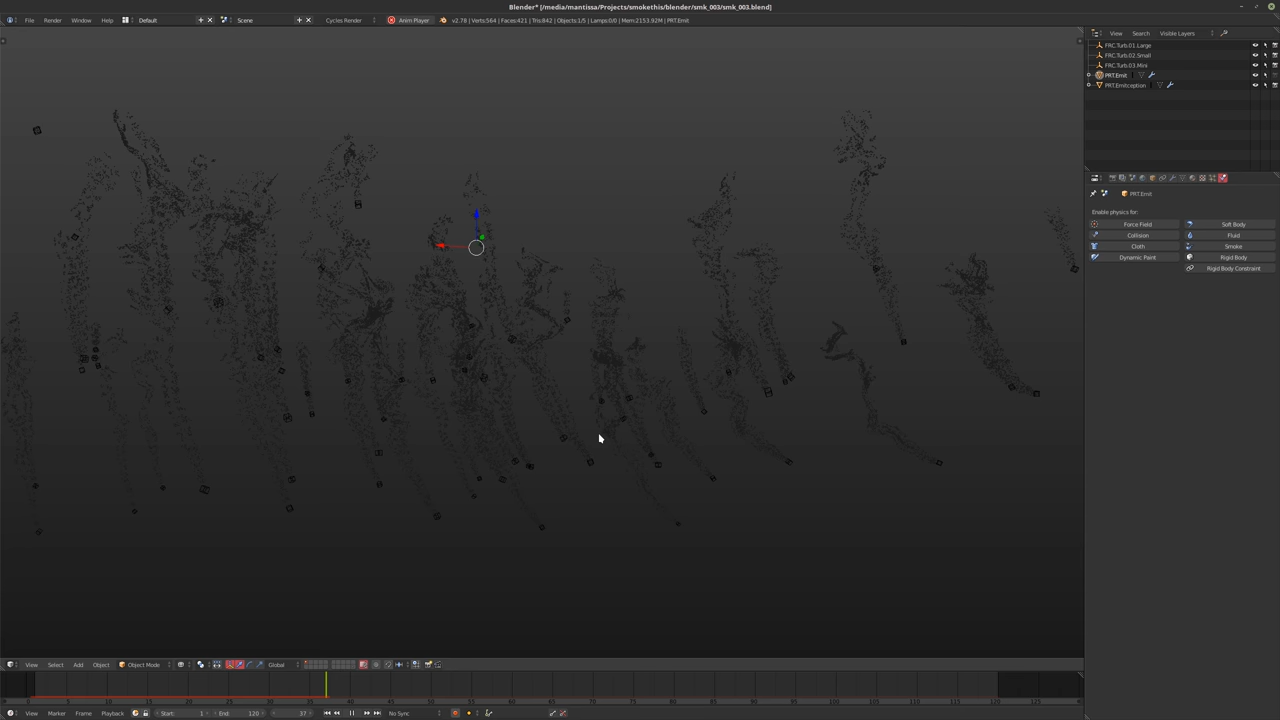 Blender* [/media/mantissa/Projects/smokethis/blender/smk_003/smk_003.blend]
File Render Window Help Default Scene Cycles Render Anim Player v2.78 | Verts:564 | Faces:421 | Tris:842 | Objects:1/5 | Lamps:0/0 | Mem:2153.92M | PRT.Emit
View Search Visible Layers
FRC.Turb.01.Large
FRC.Turb.02.Small
FRC.Turb.03.Mini
PRT.Emit
PRT.Emitception
PRT.Emit
Enable physics for:
Force Field Soft Body
Collision Fluid
Cloth Smoke
Dynamic Paint Rigid Body
Rigid Body Constraint
View Select Add Object Object Mode Global
View Marker Frame Playback Start: 1 End: 120 37 No Sync